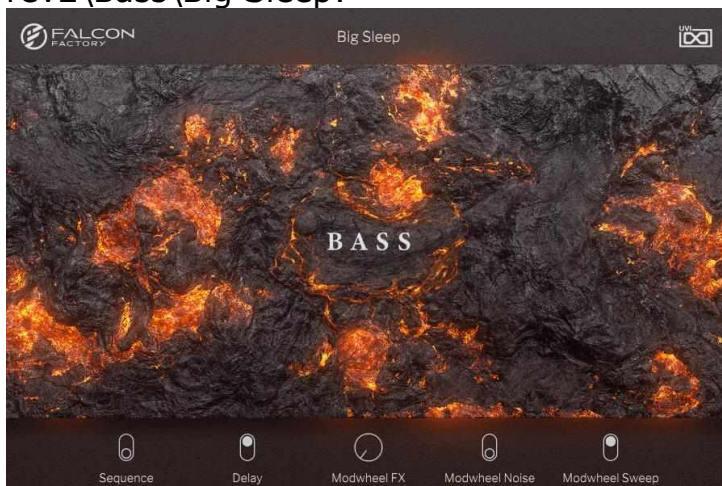 FALCON
FACTORY
Big Sleep
UVI
BASS
Sequence
Delay
Modwheel FX
Modwheel Noise
Modwheel Sweep